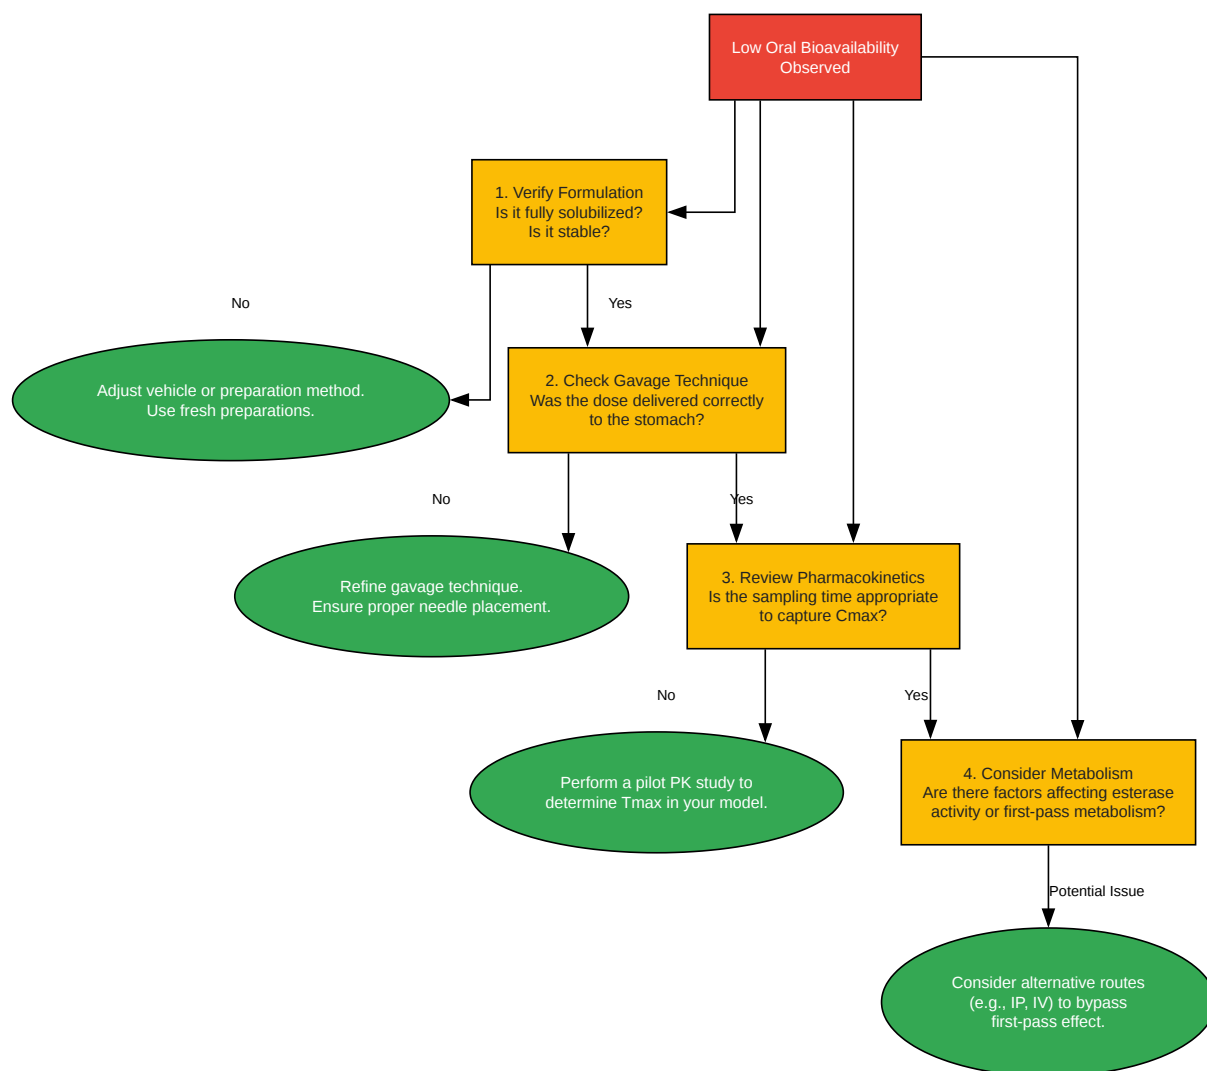 Low Oral Bioavailability
Observed
1. Verify Formulation
Is it fully solubilized?
Is it stable?
No
Yes
Adjust vehicle or preparation method.
Use fresh preparations.
2. Check Gavage Technique
Was the dose delivered correctly
to the stomach?
No
Yes
Refine gavage technique.
Ensure proper needle placement.
3. Review Pharmacokinetics
Is the sampling time appropriate
to capture Cmax?
No
Yes
Perform a pilot PK study to
determine Tmax in your model.
4. Consider Metabolism
Are there factors affecting esterase
activity or first-pass metabolism?
Potential Issue
Consider alternative routes
(e.g., IP, IV) to bypass
first-pass effect.